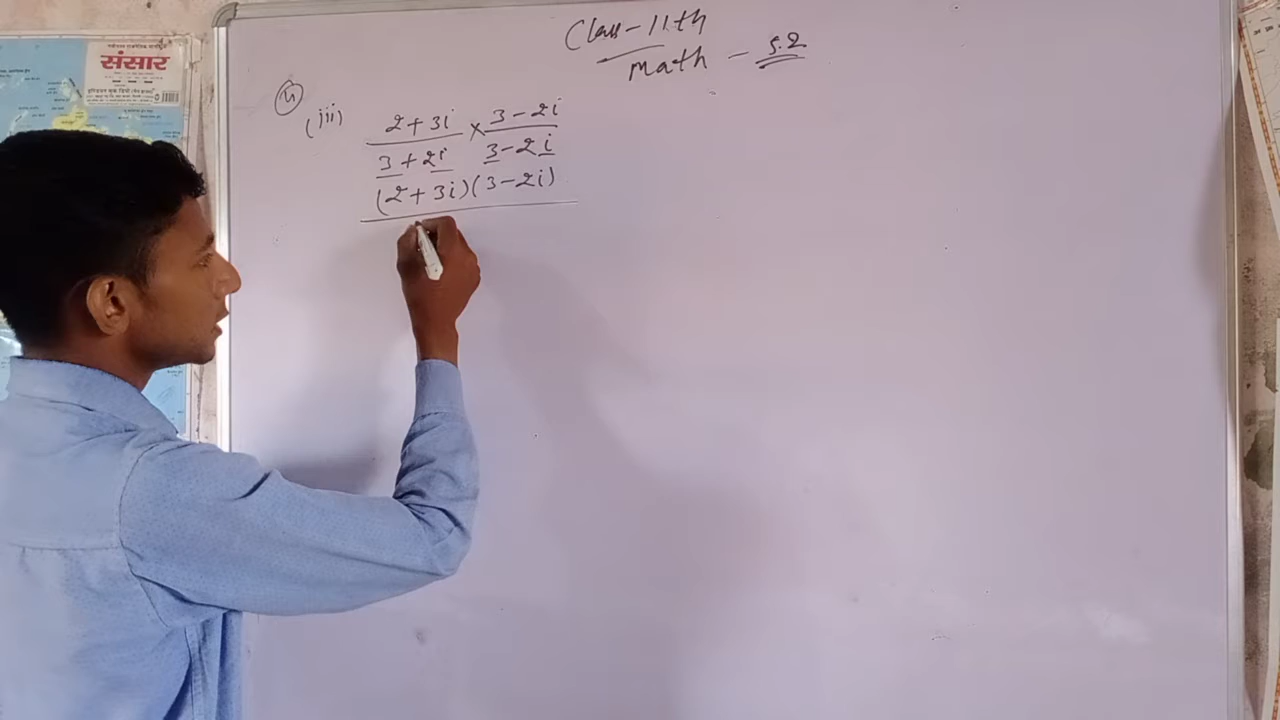 Class-11th
math - 5.2
संसार
(iii)
2+3i/3+2i × 3-2i/3-2i
(2+3i)(3-2i)